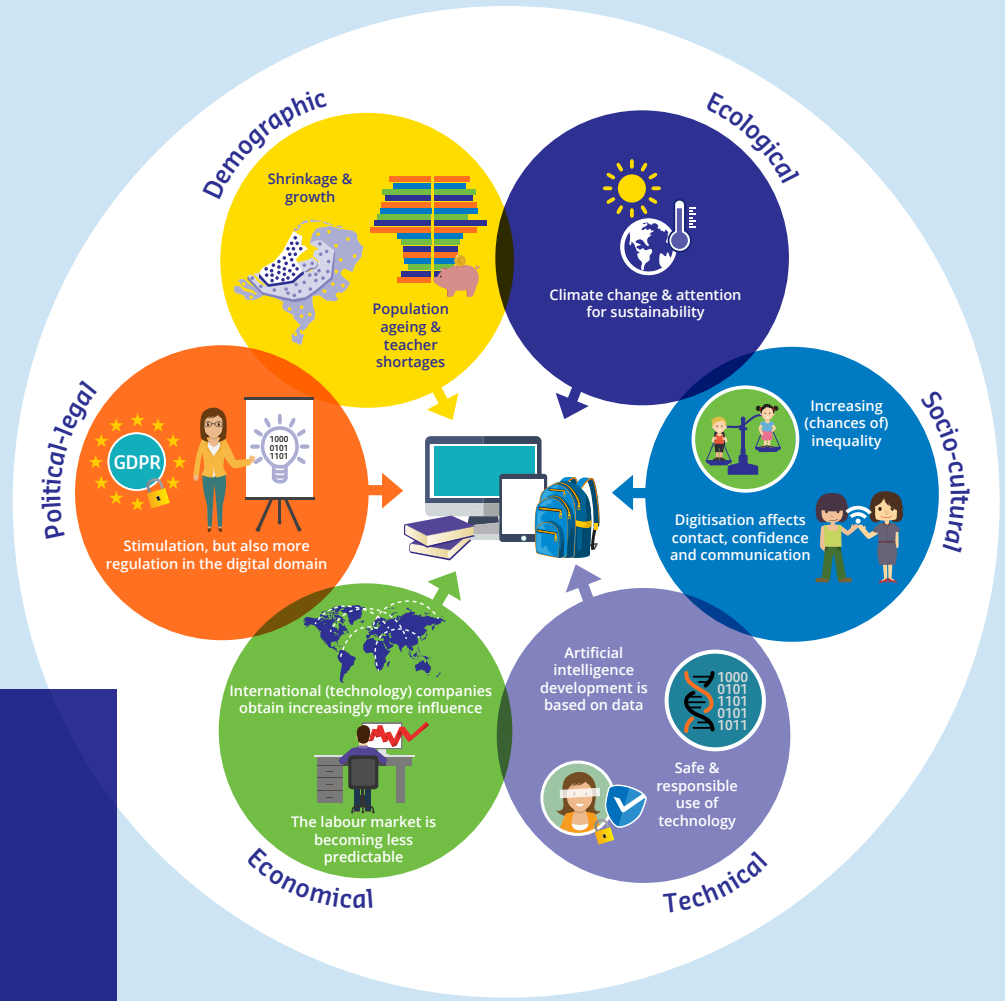 Demographic
Shrinkage &
growth
Population
ageing &
teacher
shortages
Ecological
Climate change & attention
for sustainability
Political-legal
GDPR
1000
0101
1101
Stimulation, but also more
regulation in the digital domain
Socio-cultural
Increasing
(chances of)
inequality
Digitisation affects
contact, confidence
and communication
International (technology) companies
obtain increasingly more influence
The labour market is
becoming less
predictable
Economical
Artificial
intelligence
development is
based on data
1000
0101
1101
0101
1011
Safe &
responsible
use of
technology
Technical